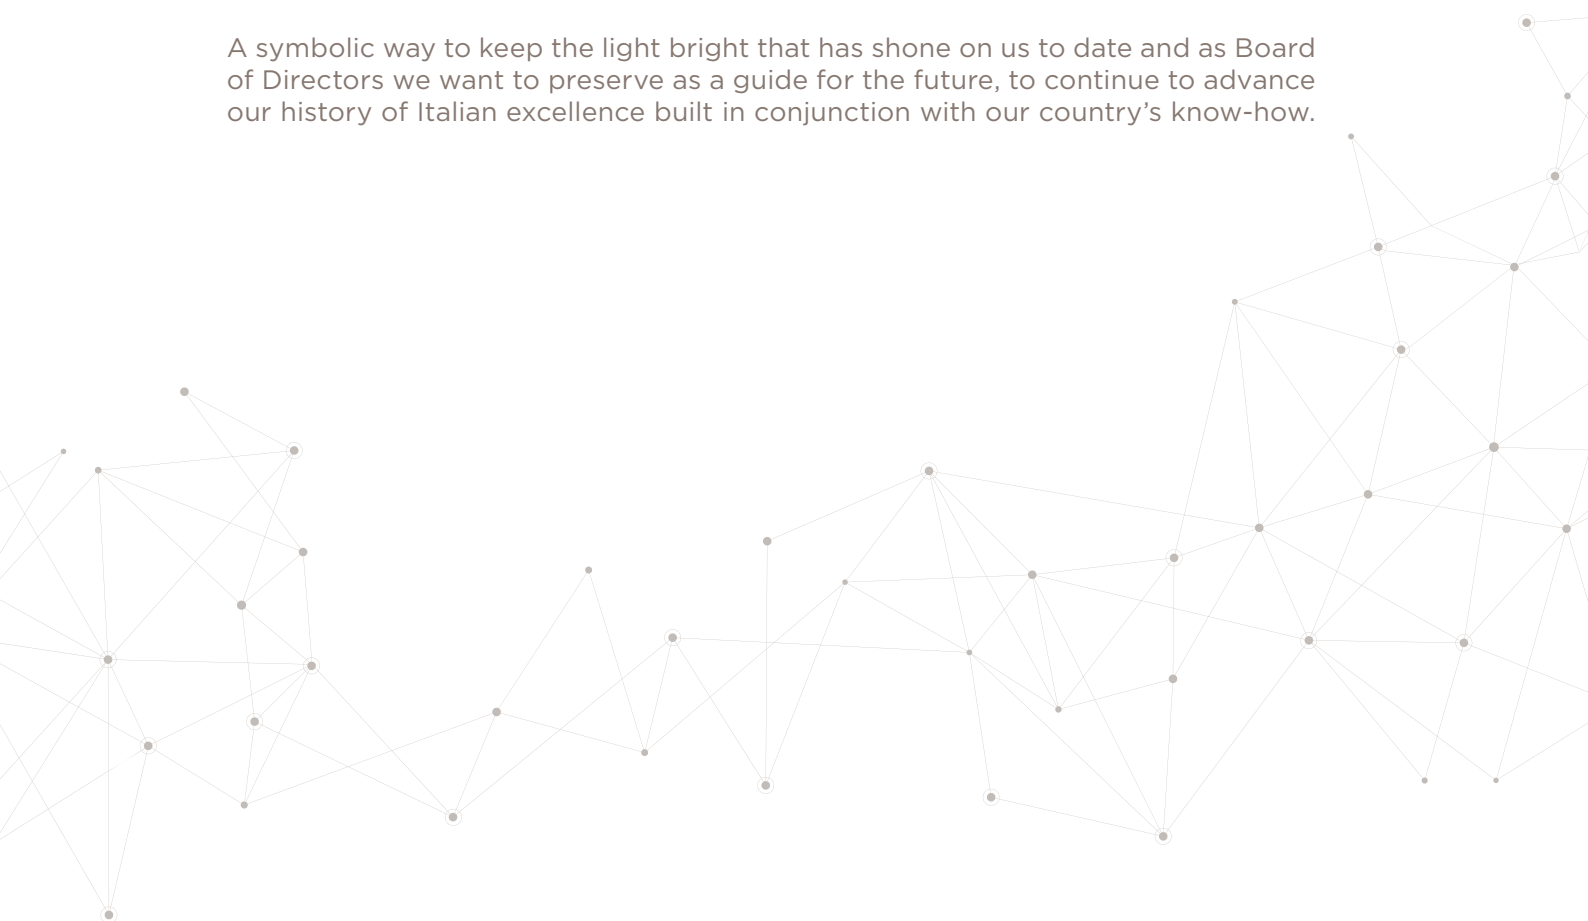 A symbolic way to keep the light bright that has shone on us to date and as Board
of Directors we want to preserve as a guide for the future, to continue to advance
our history of Italian excellence built in conjunction with our country’s know-how.